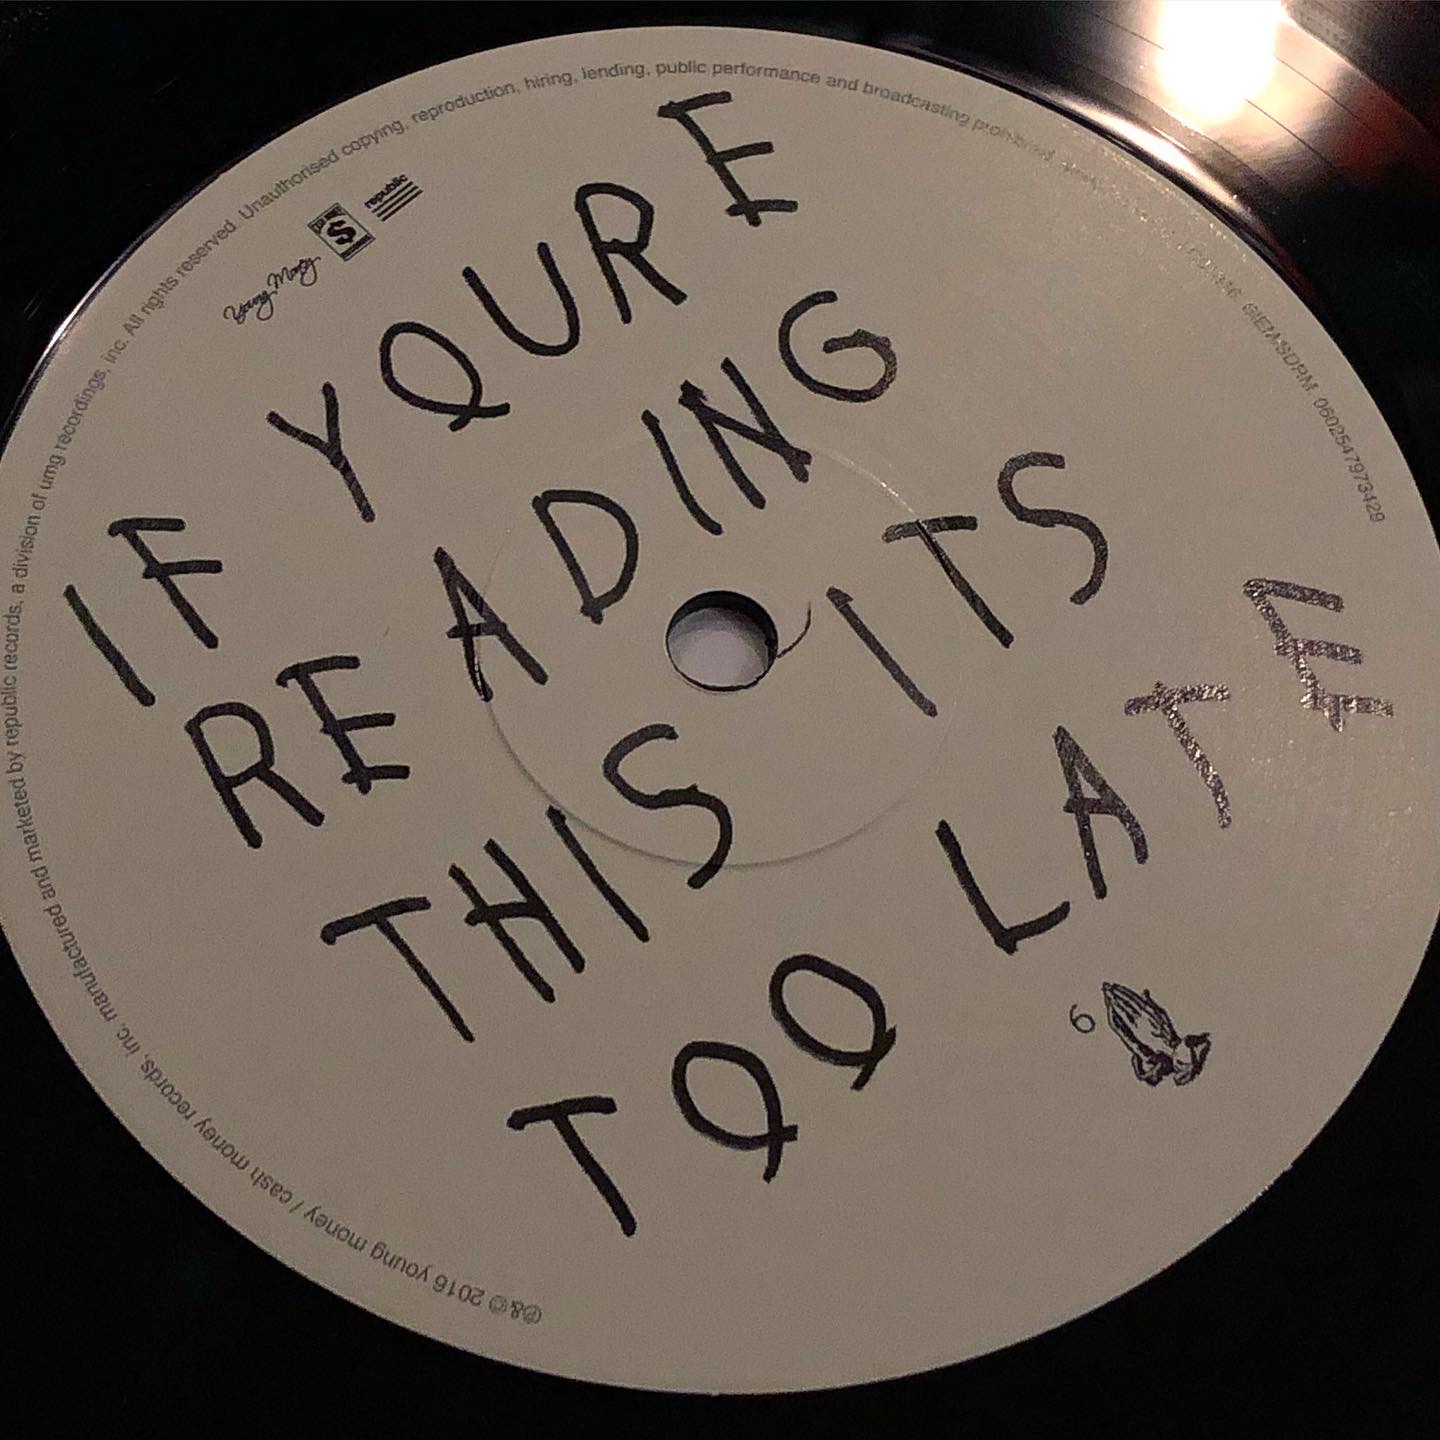 IF YOURE
READING
THIS ITS
TOO LATE
6
Young Money
republic
℗&© 2016 young money / cash money records, inc. manufactured and marketed by republic records, a division of umg recordings, inc. All rights reserved. Unauthorised copying, reproduction, hiring, lending, public performance and broadcasting prohibited.
GIEMSDRM 0602547973429